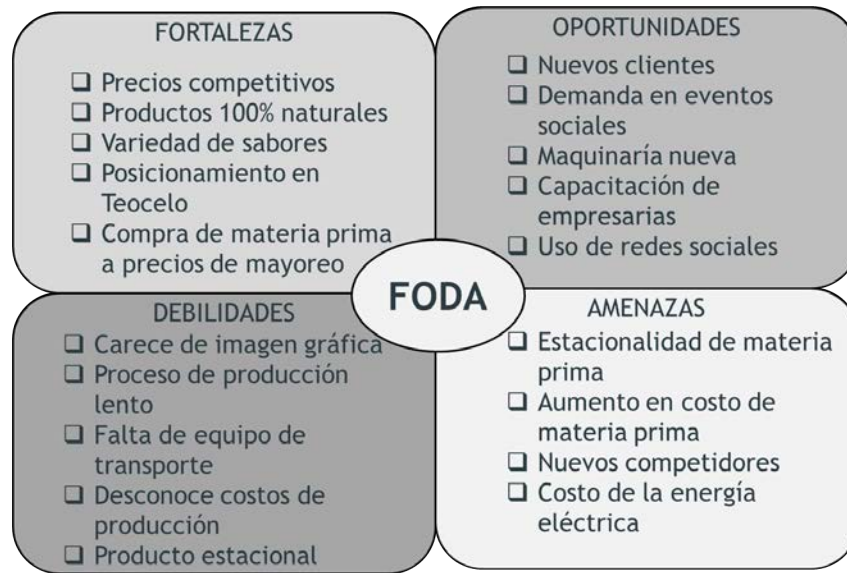 FORTALEZAS
❑ Precios competitivos
❑ Productos 100% naturales
❑ Variedad de sabores
❑ Posicionamiento en
Teocelo
❑ Compra de materia prima
a precios de mayoreo
OPORTUNIDADES
❑ Nuevos clientes
❑ Demanda en eventos
sociales
❑ Maquinaría nueva
❑ Capacitación de
empresarias
❑ Uso de redes sociales
FODA
DEBILIDADES
❑ Carece de imagen gráfica
❑ Proceso de producción
lento
❑ Falta de equipo de
transporte
❑ Desconoce costos de
producción
❑ Producto estacional
AMENAZAS
❑ Estacionalidad de materia
prima
❑ Aumento en costo de
materia prima
❑ Nuevos competidores
❑ Costo de la energía
eléctrica